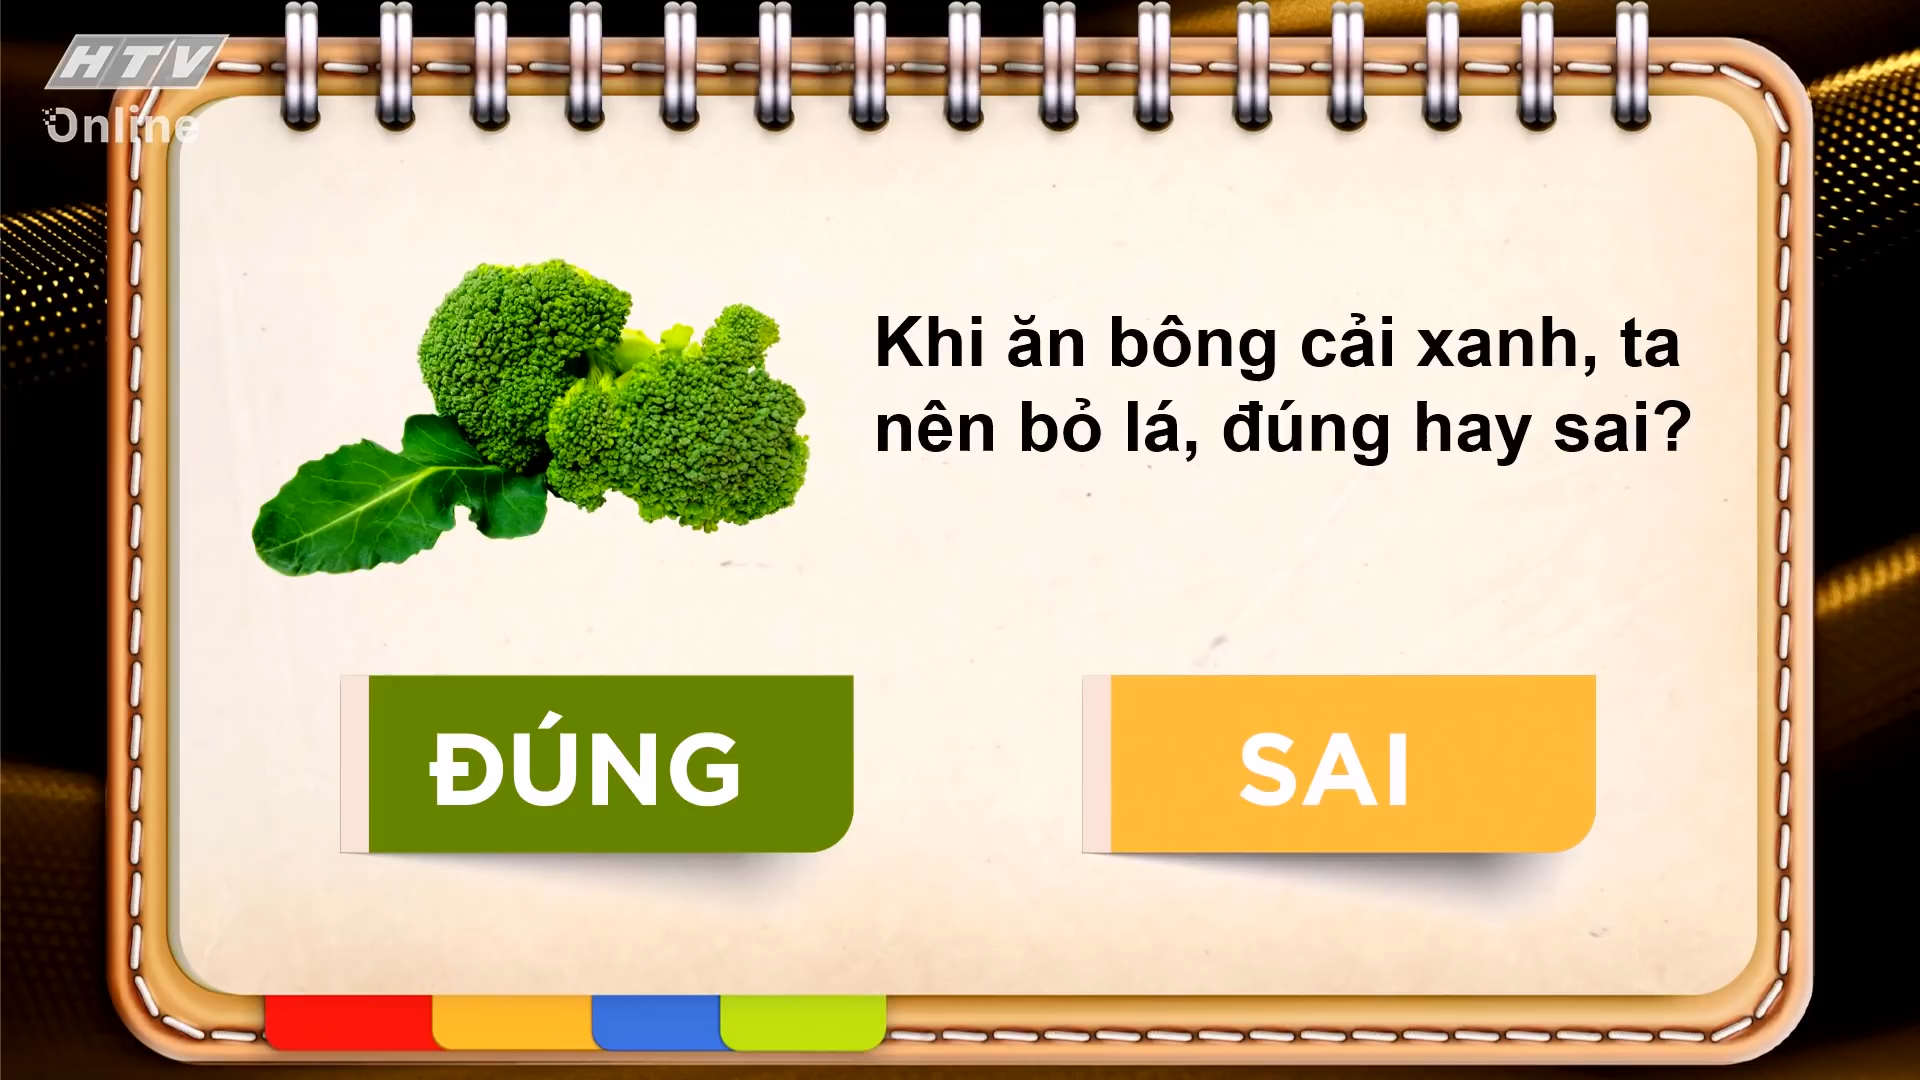 HTV
Online
Khi ăn bông cải xanh, ta
nên bỏ lá, đúng hay sai?
ĐÚNG
SAI